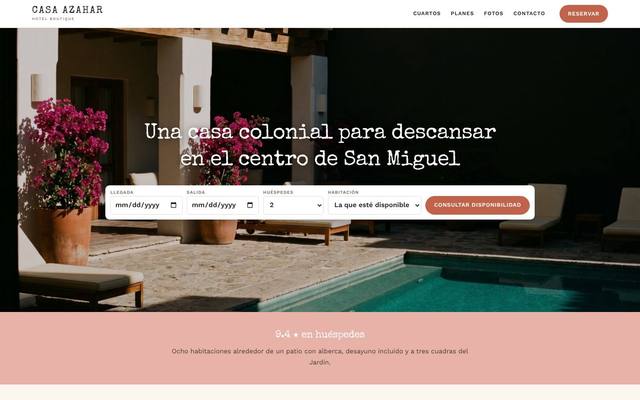 CASA AZAHAR
HOTEL BOUTIQUE
CUARTOS PLANES FOTOS CONTACTO RESERVAR
Una casa colonial para descansar
en el centro de San Miguel
LLEGADA SALIDA HUÉSPEDES HABITACIÓN
mm/dd/yyyy mm/dd/yyyy 2 La que esté disponible CONSULTAR DISPONIBILIDAD
9.4 ★ en huéspedes
Ocho habitaciones alrededor de un patio con alberca, desayuno incluido y a tres cuadras del
Jardín.